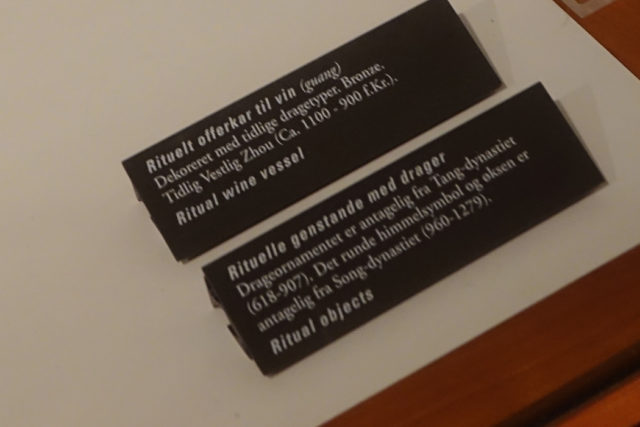 Rituelt offerkar til vin (guang)
Dekoreret med tidlige dragetyper. Bronze.
Tidlig Vestlig Zhou (Ca. 1100 - 900 f.Kr.).
Ritual wine vessel
Rituelle genstande med drager
Drageornamentet er antagelig fra Tang-dynastiet
(618-907). Det runde himmelsymbol og øksen er
antagelig fra Song-dynastiet (960-1279).
Ritual objects